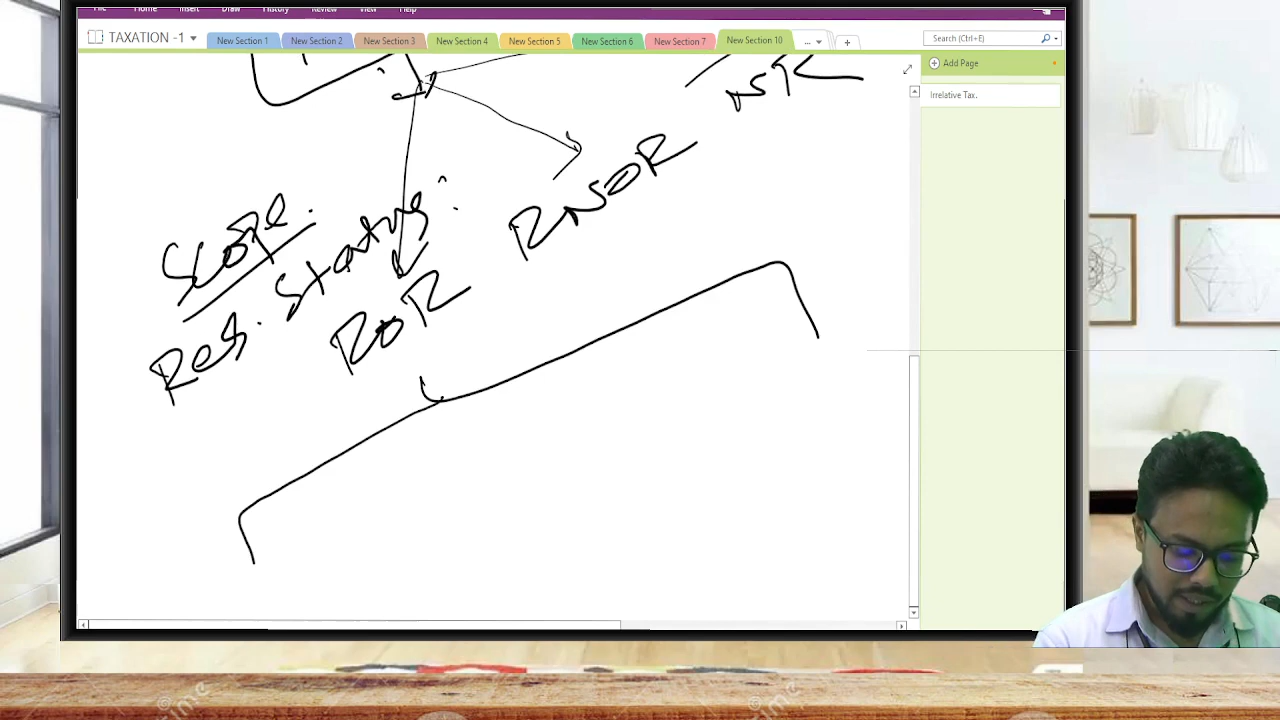 Home Insert Draw History Review View Help
TAXATION -1
New Section 1
New Section 2
New Section 3
New Section 4
New Section 5
New Section 6
New Section 7
New Section 10
...
+
Search (Ctrl+E)
Add Page
Irrelative Tax.
NR
RNOR
Scope.
Res. Status:
ROR